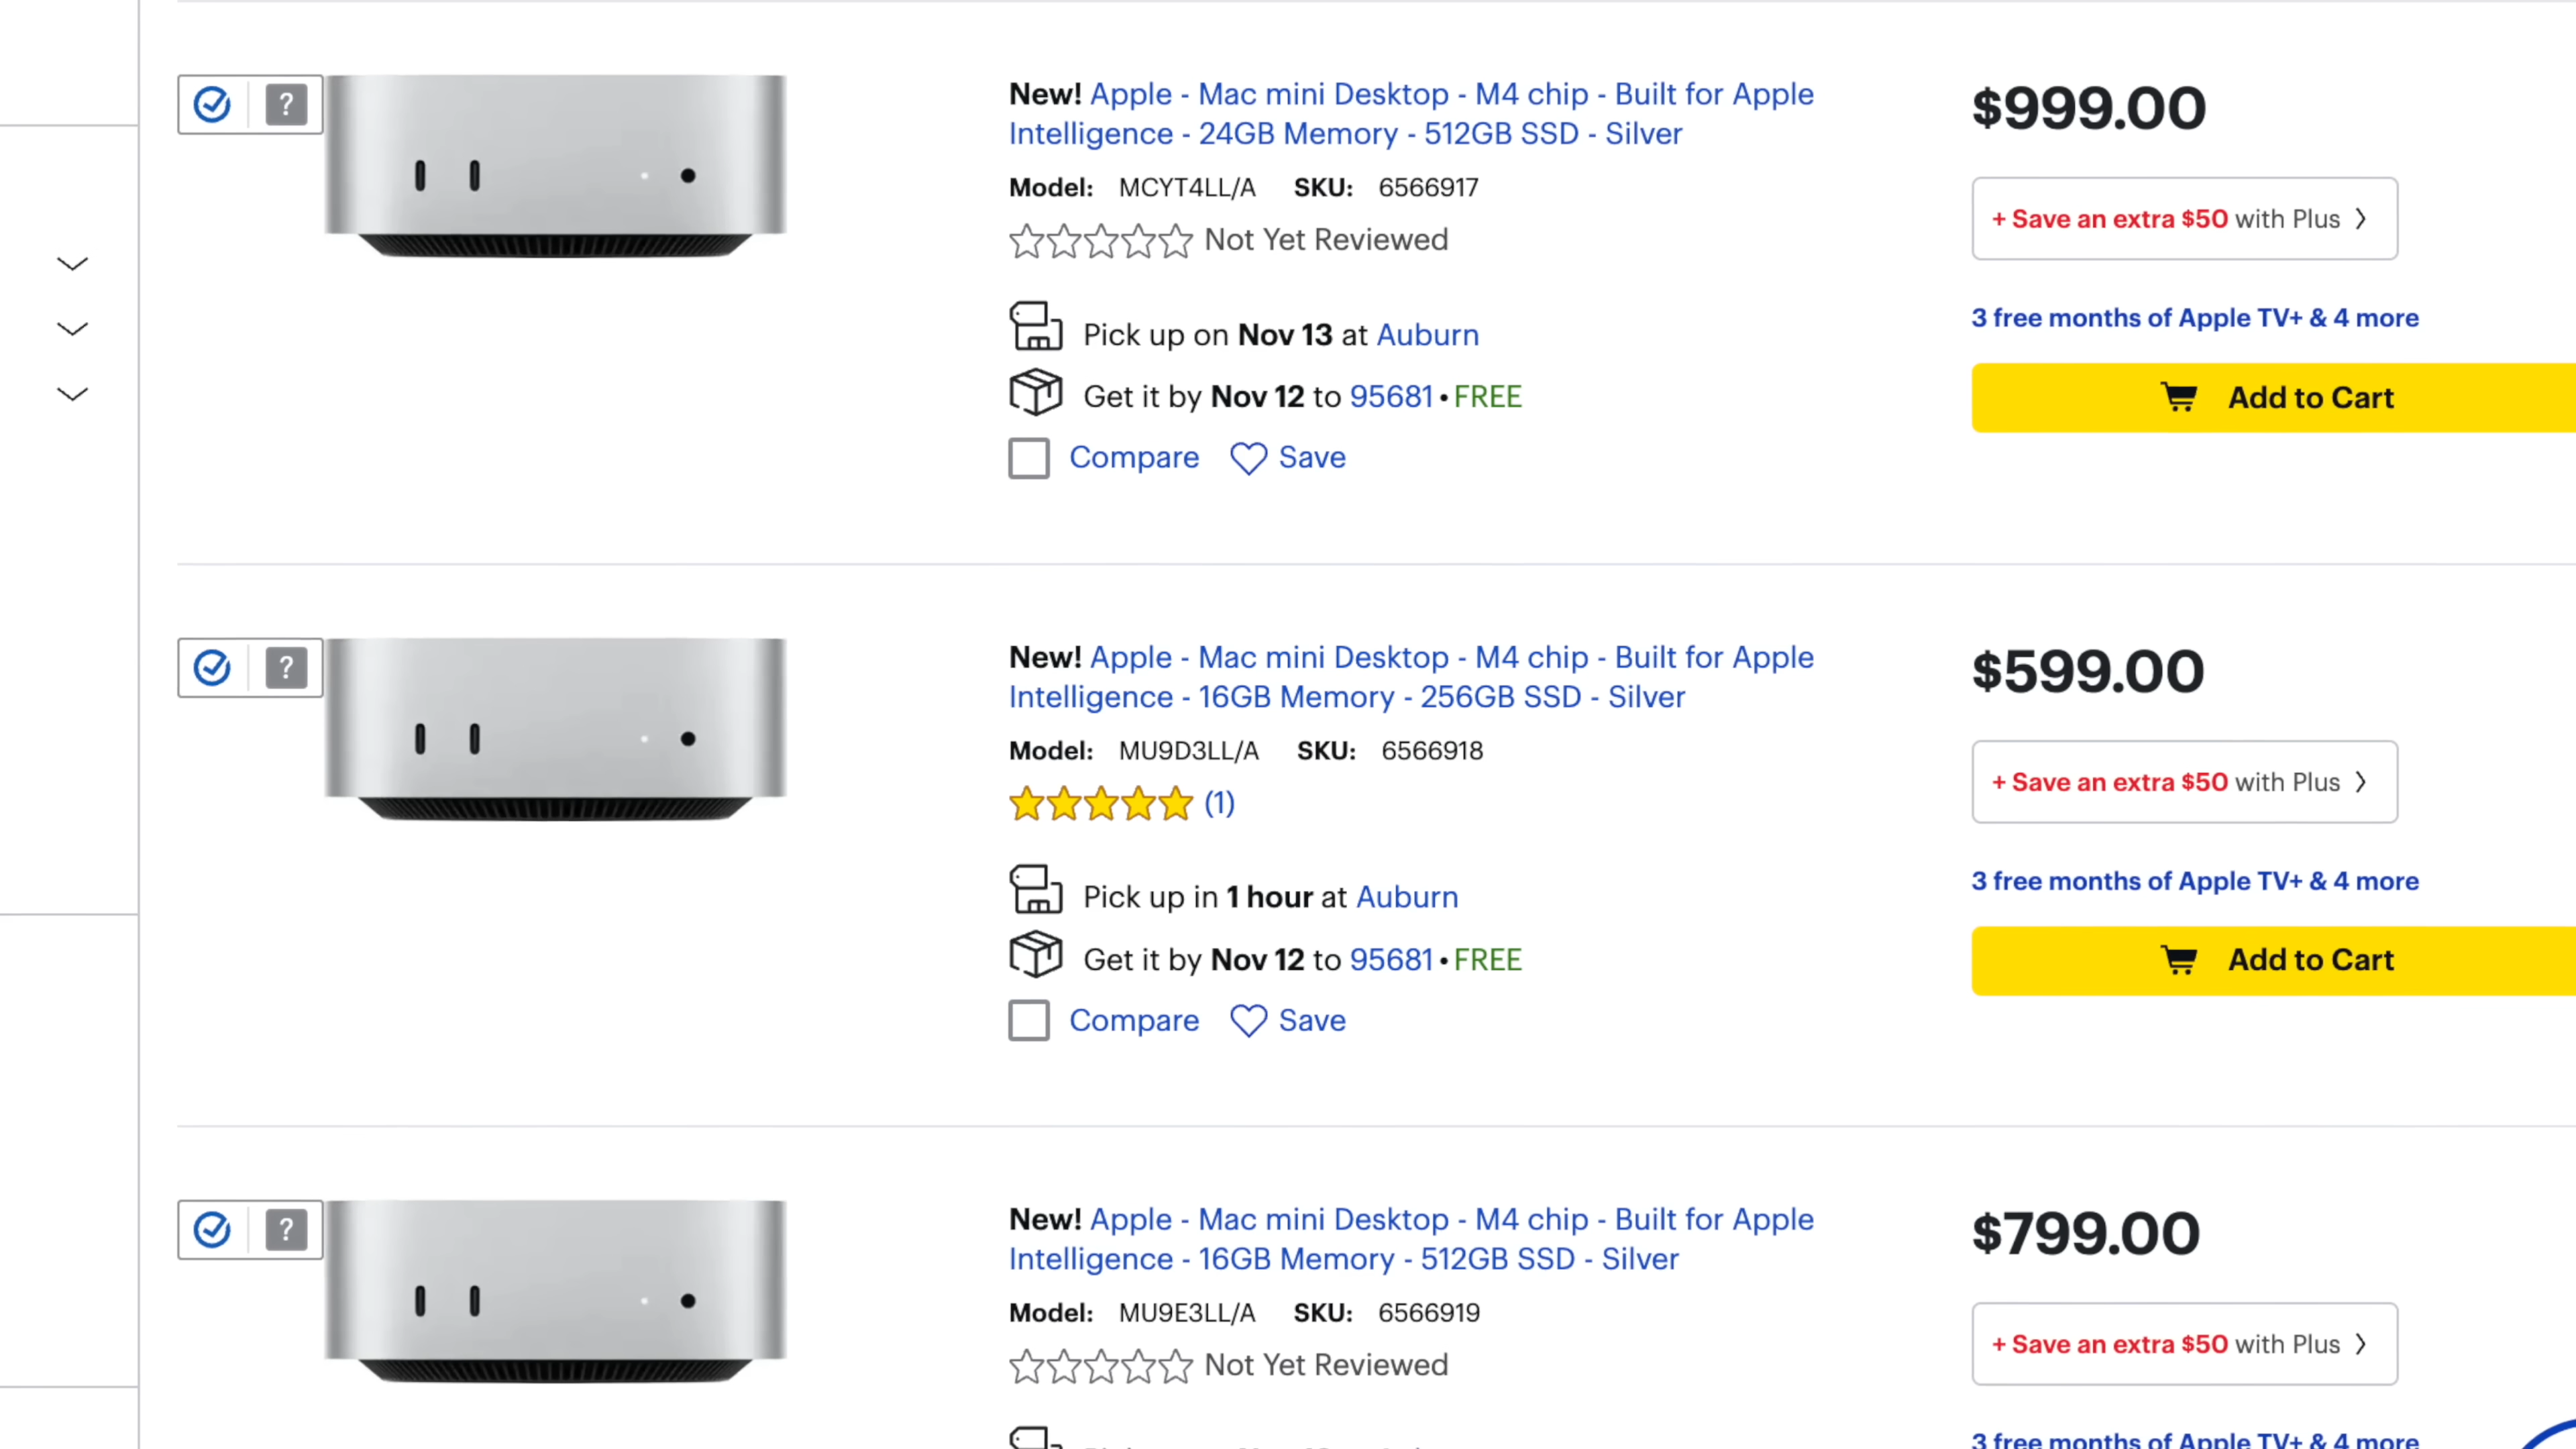 New! Apple - Mac mini Desktop - M4 chip - Built for Apple
Intelligence - 24GB Memory - 512GB SSD - Silver
Model: MCYT4LL/A SKU: 6566917
Not Yet Reviewed
Pick up on Nov 13 at Auburn
Get it by Nov 12 to 95681 • FREE
Compare Save
$999.00
+ Save an extra $50 with Plus
3 free months of Apple TV+ & 4 more
Add to Cart
New! Apple - Mac mini Desktop - M4 chip - Built for Apple
Intelligence - 16GB Memory - 256GB SSD - Silver
Model: MU9D3LL/A SKU: 6566918
(1)
Pick up in 1 hour at Auburn
Get it by Nov 12 to 95681 • FREE
Compare Save
$599.00
+ Save an extra $50 with Plus
3 free months of Apple TV+ & 4 more
Add to Cart
New! Apple - Mac mini Desktop - M4 chip - Built for Apple
Intelligence - 16GB Memory - 512GB SSD - Silver
Model: MU9E3LL/A SKU: 6566919
Not Yet Reviewed
$799.00
+ Save an extra $50 with Plus
3 free months of Apple TV+ & 4 more